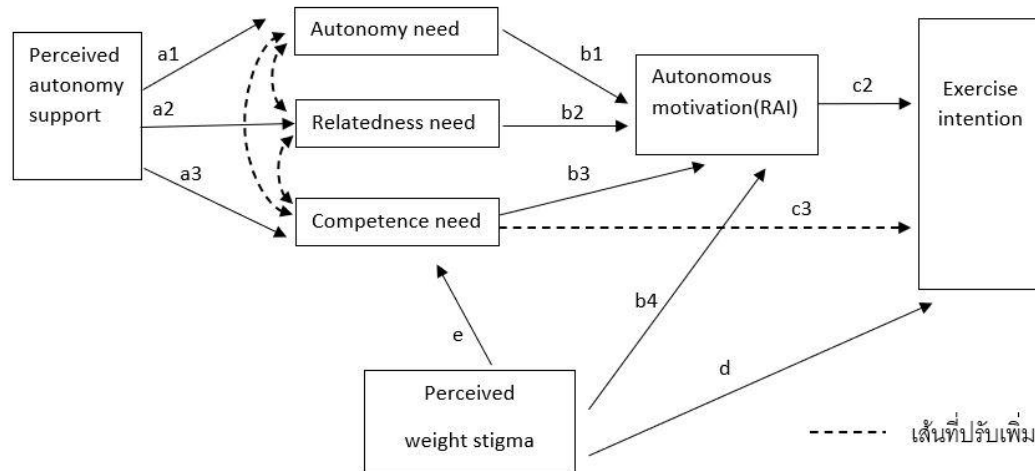 Perceived
autonomy
support
a1
a2
a3
Autonomy need
Relatedness need
Competence need
b1
b2
b3
Autonomous
motivation(RAI)
c2
c3
Exercise
intention
b4
e
d
Perceived
weight stigma
เส้นที่ปรับเพิ่ม